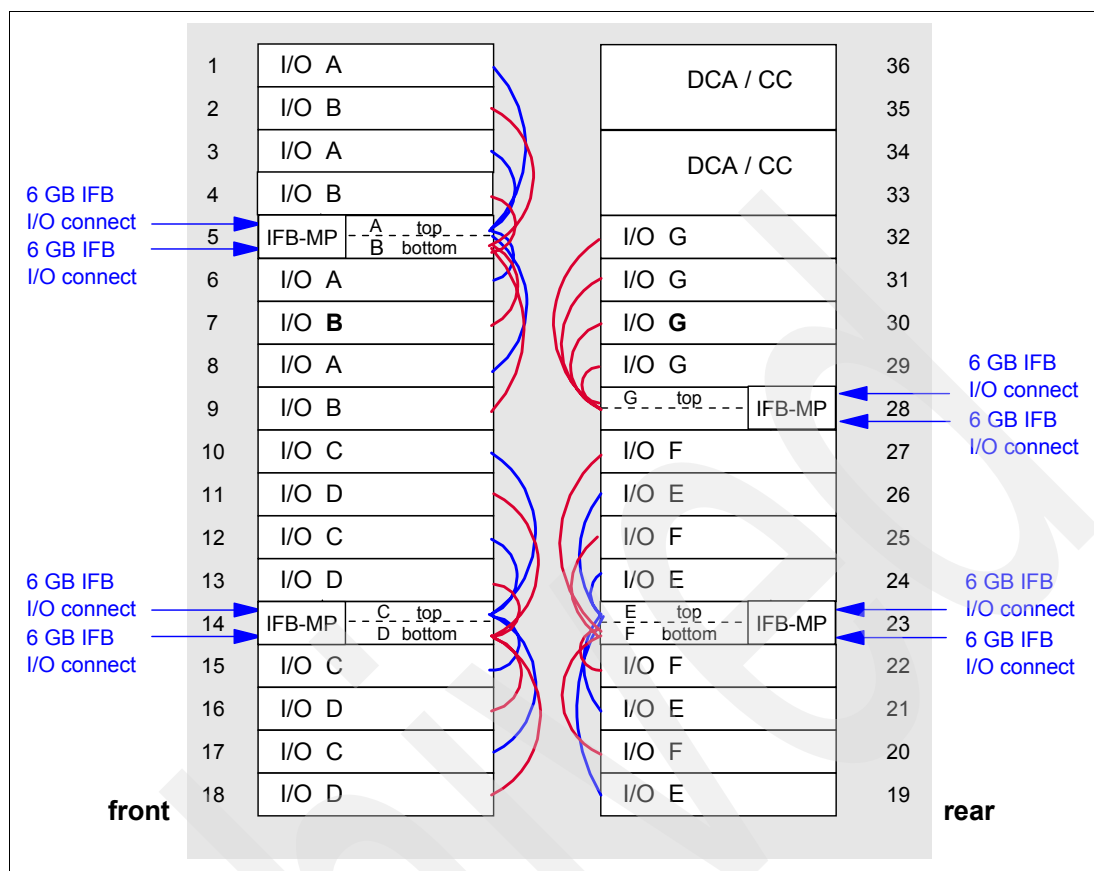 1 I/O A
2 I/O B
3 I/O A
4 I/O B
6 GB IFB
I/O connect
6 GB IFB
I/O connect
5 IFB-MP A top
B bottom
6 I/O A
7 I/O B
8 I/O A
9 I/O B
10 I/O C
11 I/O D
12 I/O C
13 I/O D
6 GB IFB
I/O connect
6 GB IFB
I/O connect
14 IFB-MP C top
D bottom
15 I/O C
16 I/O D
17 I/O C
18 I/O D
front
DCA / CC 36
35
DCA / CC 34
33
I/O G 32
I/O G 31
I/O G 30
I/O G 29
G top IFB-MP 28
6 GB IFB
I/O connect
6 GB IFB
I/O connect
I/O F 27
I/O E 26
I/O F 25
I/O E 24
E top IFB-MP 23
F bottom
6 GB IFB
I/O connect
6 GB IFB
I/O connect
I/O F 22
I/O E 21
I/O F 20
I/O E 19
rear